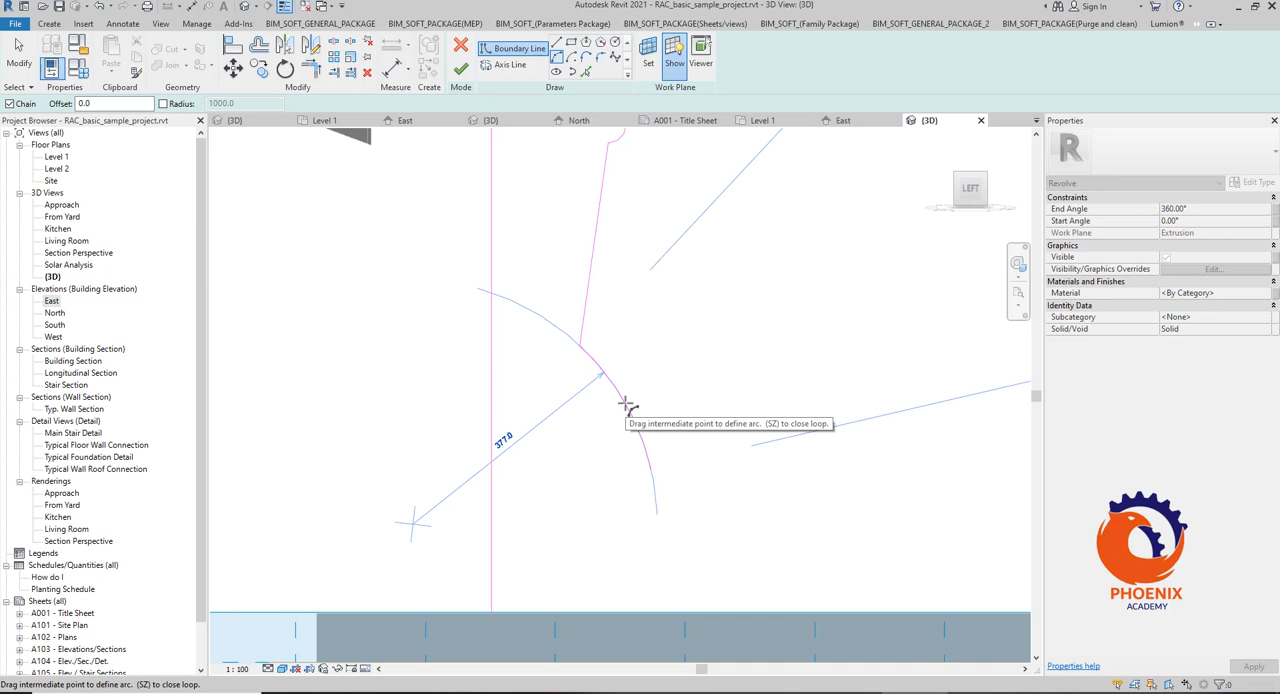 Autodesk Revit 2021 - RAC_basic_sample_project.rvt - 3D View: {3D}
Sign In
File Create Insert Annotate View Manage Add-Ins BIM_SOFT_GENERAL_PACKAGE BIM_SOFT_PACKAGE(MEP) BIM_SOFT_(Parameters Package) BIM_SOFT_PACKAGE(Sheets/views) BIM_SOFT_(Family Package) BIM_SOFT_GENERAL_PACKAGE_2 BIM_SOFT_PACKAGE(Purge and clean) Lumion®
Modify Paste Cut Join Boundary Line Axis Line Set Show Viewer
Select Properties Clipboard Geometry Modify Measure Create Mode Draw Work Plane
Chain Offset: 0.0 Radius: 1000.0
Project Browser - RAC_basic_sample_project.rvt
{3D} Level 1 East {3D} North A001 - Title Sheet Level 1 East {3D}
Views (all)
Floor Plans
Level 1
Level 2
Site
3D Views
Approach
From Yard
Kitchen
Living Room
Section Perspective
Solar Analysis
{3D}
Elevations (Building Elevation)
East
North
South
West
Sections (Building Section)
Building Section
Longitudinal Section
Stair Section
Sections (Wall Section)
Typ. Wall Section
Detail Views (Detail)
Main Stair Detail
Typical Floor Wall Connection
Typical Foundation Detail
Typical Wall Roof Connection
Renderings
Approach
From Yard
Kitchen
Living Room
Section Perspective
Legends
Schedules/Quantities (all)
How do I
Planting Schedule
Sheets (all)
A001 - Title Sheet
A101 - Site Plan
A102 - Plans
A103 - Elevations/Sections
A104 - Elev./Sec./Det.
A105 - Elev./ Stair Sections
LEFT
377.0
Drag intermediate point to define arc. (SZ) to close loop.
1 : 100
Properties
R
Revolve
Edit Type
Constraints
End Angle 360.00°
Start Angle 0.00°
Work Plane Extrusion
Graphics
Visible
Visibility/Graphics Overrides Edit...
Materials and Finishes
Material <By Category>
Identity Data
Subcategory <None>
Solid/Void Solid
PHOENIX
ACADEMY
Properties help
Apply
Drag intermediate point to define arc. (SZ) to close loop.
:0